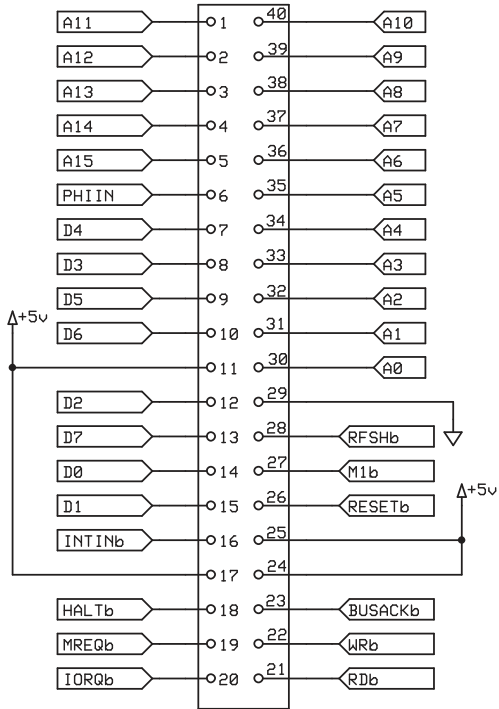 A11 1 40 A10
A12 2 39 A9
A13 3 38 A8
A14 4 37 A7
A15 5 36 A6
PHIIN 6 35 A5
D4 7 34 A4
D3 8 33 A3
D5 9 32 A2
+5v
D6 10 31 A1
11 30 A0
D2 12 29
D7 13 28 RFSHb
D0 14 27 M1b
+5v
D1 15 26 RESETb
INTINb 16 25
17 24
HALTb 18 23 BUSACKb
MREQb 19 22 WRb
IORQb 20 21 RDb